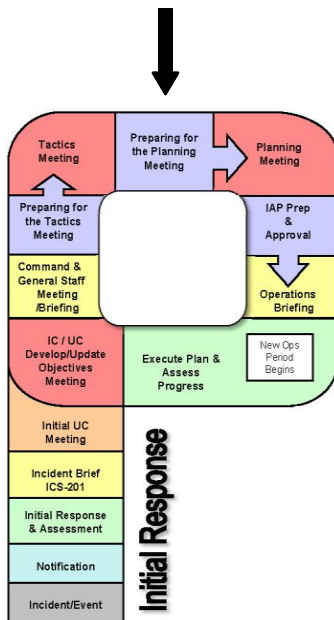 Tactics
Meeting
Preparing for
the Planning
Meeting
Planning
Meeting
Preparing for
the Tactics
Meeting
IAP Prep
&
Approval
Command &
General Staff
Meeting
/Briefing
Operations
Briefing
IC / UC
Develop/Update
Objectives
Meeting
Execute Plan &
Assess
Progress
New Ops
Period
Begins
Initial UC
Meeting
Incident Brief
ICS-201
Initial Response
& Assessment
Notification
Incident/Event
Initial Response